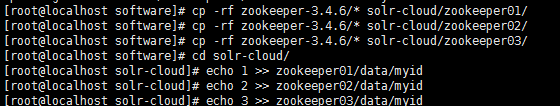 [root@localhost software]# cp -rf zookeeper-3.4.6/* solr-cloud/zookeeper01/
[root@localhost software]# cp -rf zookeeper-3.4.6/* solr-cloud/zookeeper02/
[root@localhost software]# cp -rf zookeeper-3.4.6/* solr-cloud/zookeeper03/
[root@localhost software]# cd solr-cloud/
[root@localhost solr-cloud]# echo 1 >> zookeeper01/data/myid
[root@localhost solr-cloud]# echo 2 >> zookeeper02/data/myid
[root@localhost solr-cloud]# echo 3 >> zookeeper03/data/myid